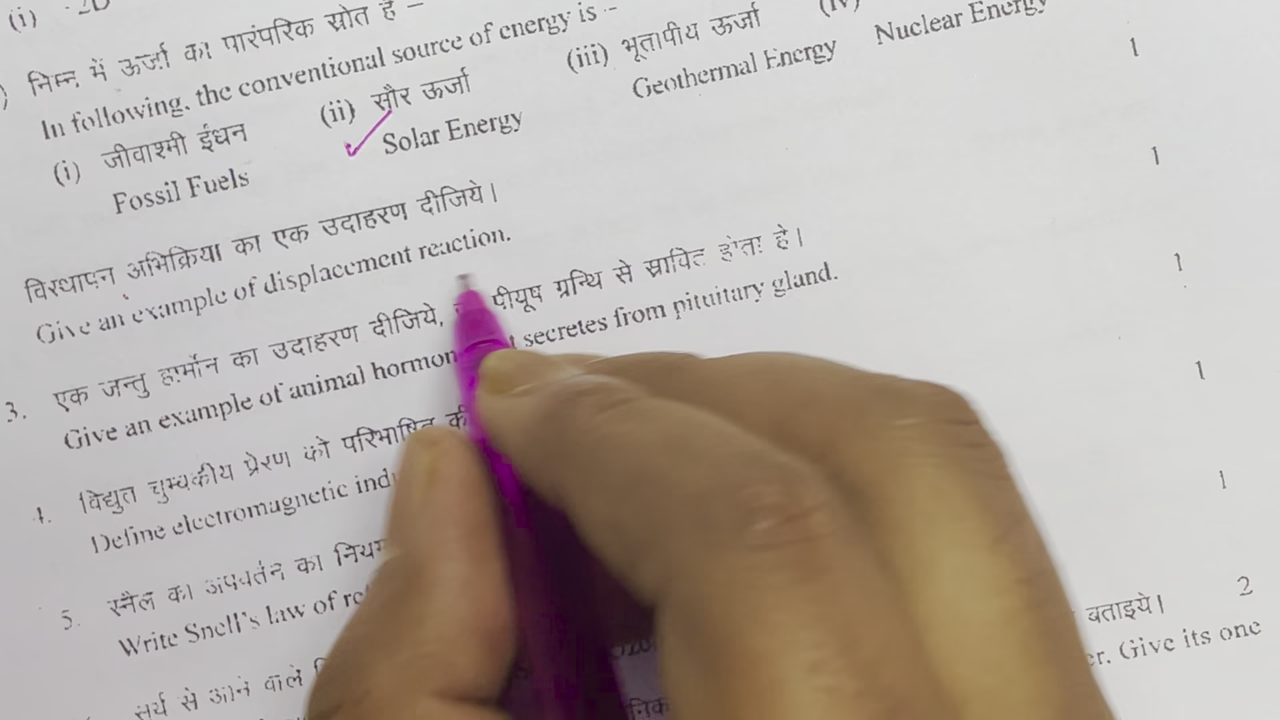 (i)
निम्न में ऊर्जा का पारंपरिक स्रोत है –
In following, the conventional source of energy is :-
(i) जीवाश्मी ईंधन (ii) सौर ऊर्जा (iii) भूतापीय ऊर्जा (iv)
Fossil Fuels Solar Energy Geothermal Energy Nuclear Energy
1
विस्थापन अभिक्रिया का एक उदाहरण दीजिये। 1
Give an example of displacement reaction.
3. एक जन्तु हार्मोन का उदाहरण दीजिये, पीयूष ग्रन्थि से स्रावित होता है। 1
Give an example of animal secretes from pituitary gland.
4. विद्युत चुम्बकीय प्रेरण को परिभाषित 1
Define electromagnetic
5. स्नैल का अपवर्तन का 1
Write Snell's law of
सूर्य से आने वाले बताइये। 2
Give its one